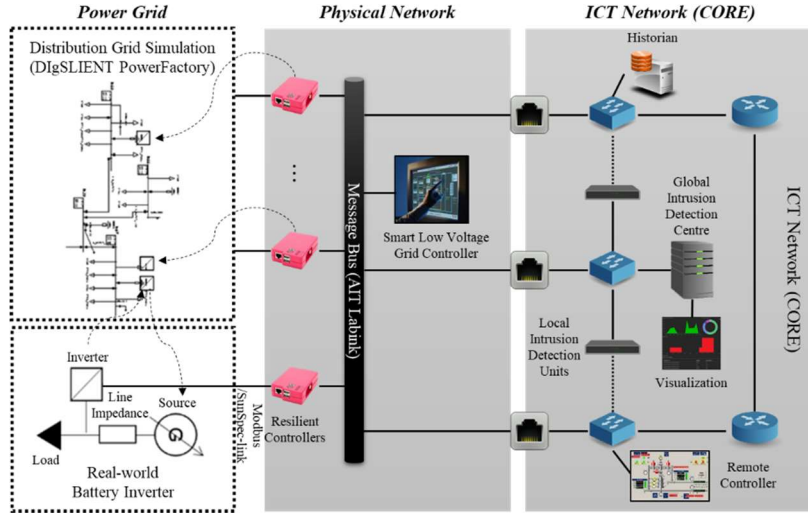 Power Grid
Physical Network
ICT Network (CORE)
Distribution Grid Simulation
(DIgSLIENT PowerFactory)
Historian
...
Message Bus (AIT Labink)
Smart Low Voltage
Grid Controller
Global
Intrusion
Detection
Centre
ICT Network
(CORE)
Local
Intrusion
Detection
Units
Visualization
Inverter
Line
Impedance
Source
G
Load
Real-world
Battery Inverter
Modbus
/SunSpec-link
Resilient
Controllers
Remote
Controller